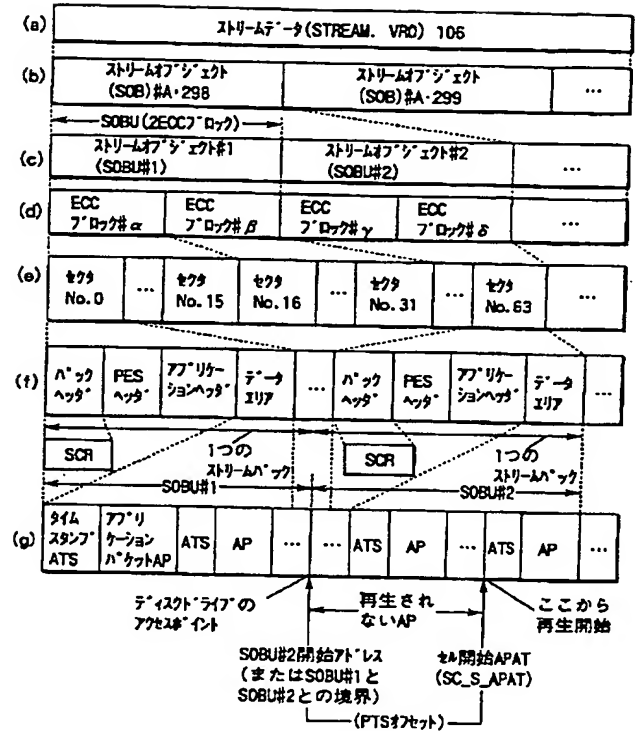 (a) ストリームデータ(STREAM. VRO) 106
(b) ストリームオブジェクト ストリームオブジェクト
(SOB)#A·298 (SOB)#A·299 …
SOBU(2ECCブロック)
(c) ストリームオブジェクト#1 ストリームオブジェクト#2
(SOBU#1) (SOBU#2) …
(d) ECC ECC ECC ECC
ブロック#α ブロック#β ブロック#γ ブロック#δ …
(e) セクタ … セクタ セクタ … セクタ … セクタ …
No.0 No.15 No.16 No.31 No.63
(f) パック PES アプリケー データ … パック PES アプリケー データ …
ヘッダ ヘッダ ションヘッダ エリア ヘッダ ヘッダ ションヘッダ エリア
SCR 1つの SCR 1つの
ストリームパック ストリームパック
SOBU#1 SOBU#2
(g) タイム アプリ ATS AP … … ATS AP … ATS AP …
スタンプ ケーション
ATS パケットAP
ディスクドライブの 再生され ここから
アクセスポイント ないAP 再生開始
SOBU#2開始アドレス セル開始APAT
(またはSOBU#1と (SC_S_APAT)
SOBU#2との境界)
(PTSオフセット)